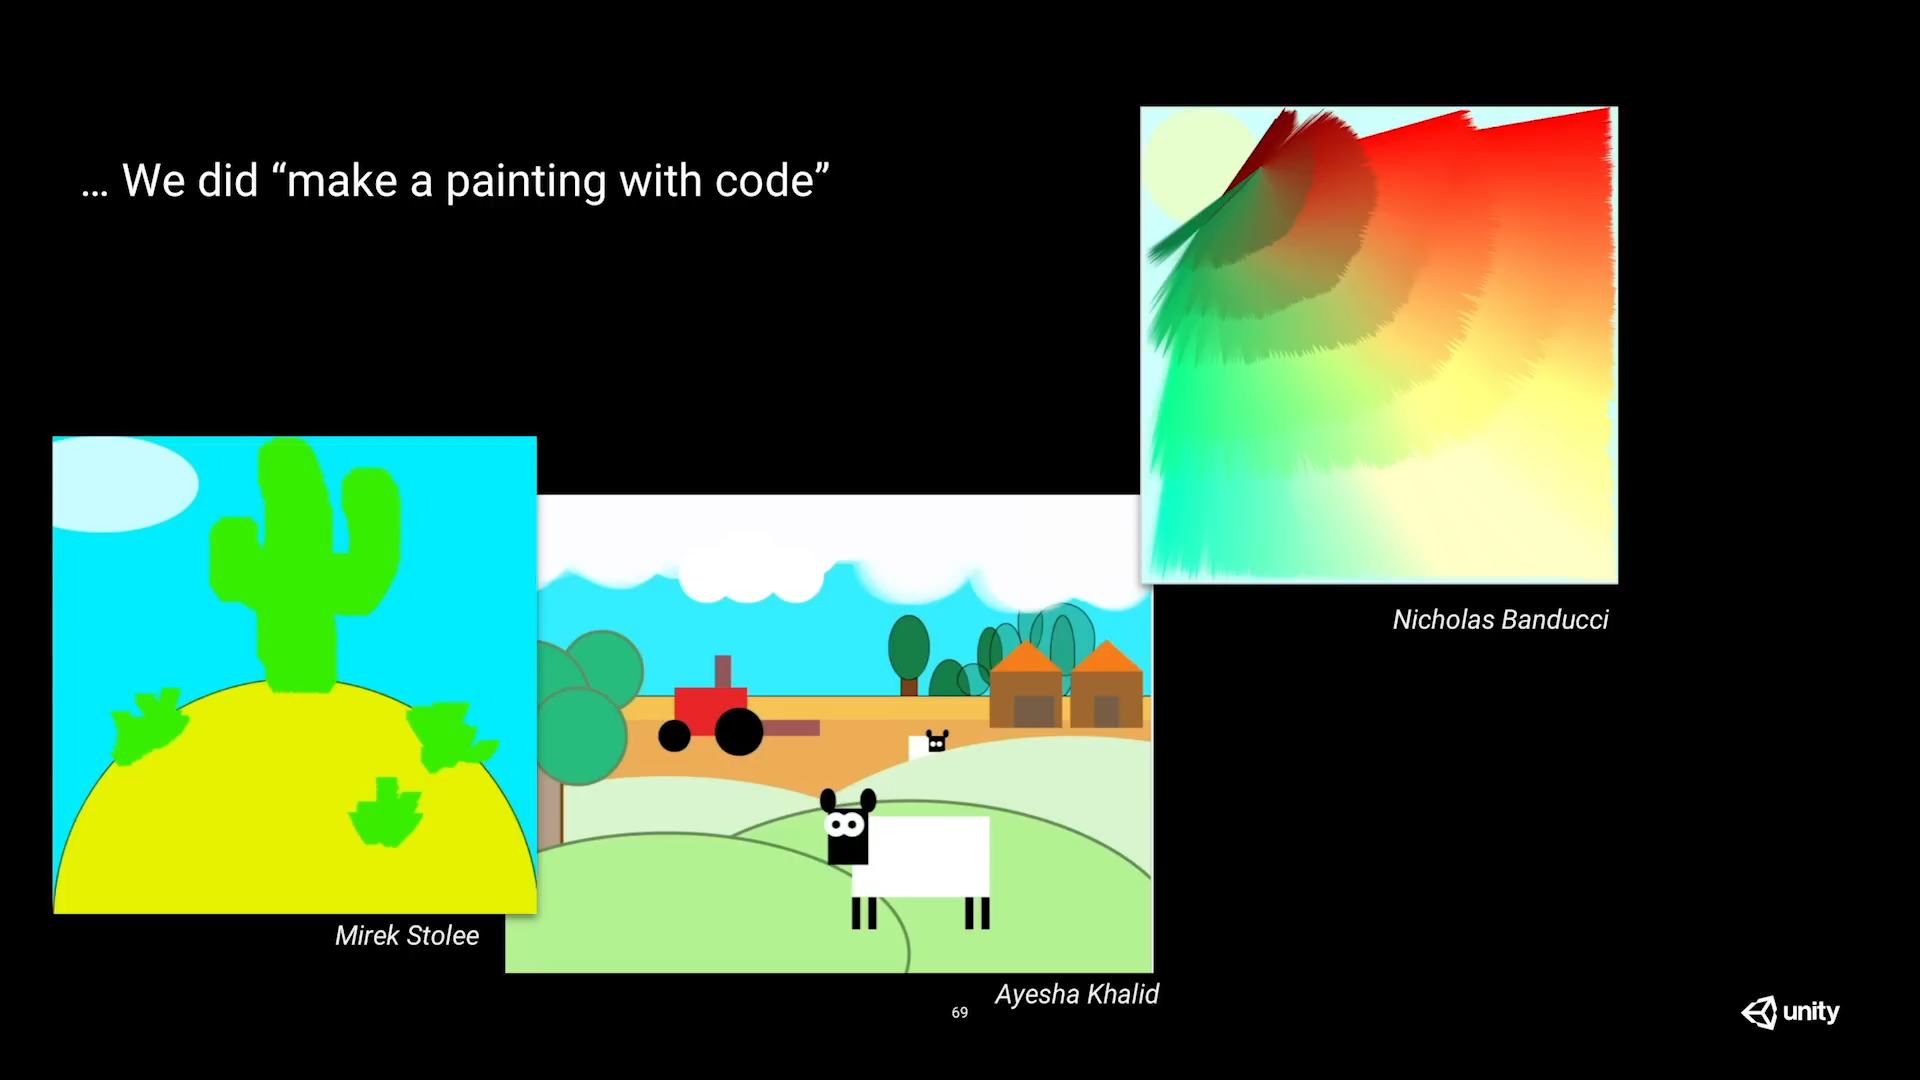 … We did “make a painting with code”
Nicholas Banducci
Mirek Stolee
Ayesha Khalid
69
unity